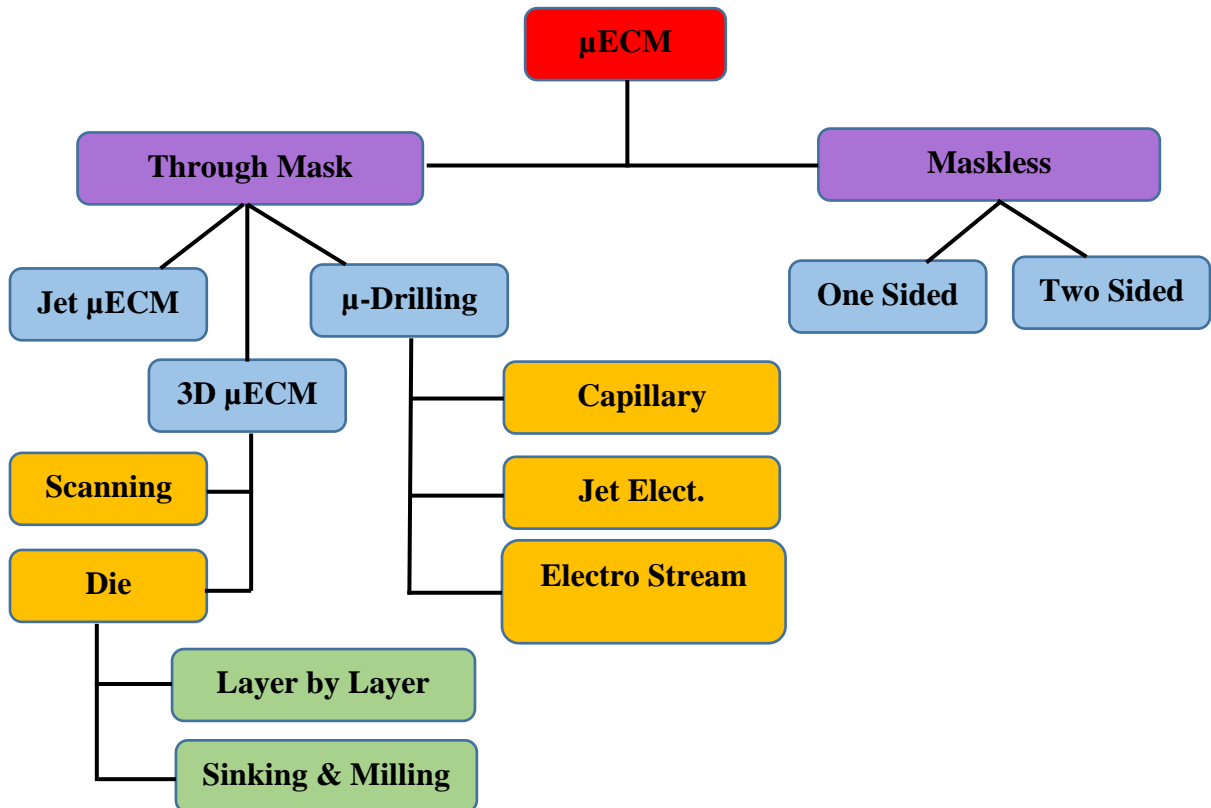 µECM
Through Mask
Maskless
Jet µECM
µ-Drilling
One Sided
Two Sided
3D µECM
Capillary
Scanning
Jet Elect.
Die
Electro Stream
Layer by Layer
Sinking & Milling